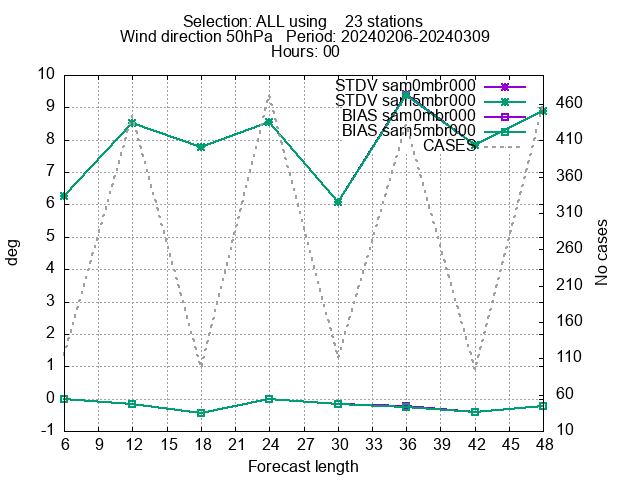 Selection: ALL using    23 stations
Wind direction 50hPa   Period: 20240206-20240309
Hours: 00
STDV sam0mbr000
STDV sam5mbr000
BIAS sam0mbr000
BIAS sam5mbr000
CASES
deg
10
9
8
7
6
5
4
3
2
1
0
-1
No cases
460
410
360
310
260
210
160
110
60
10
6 9 12 15 18 21 24 27 30 33 36 39 42 45 48
Forecast length